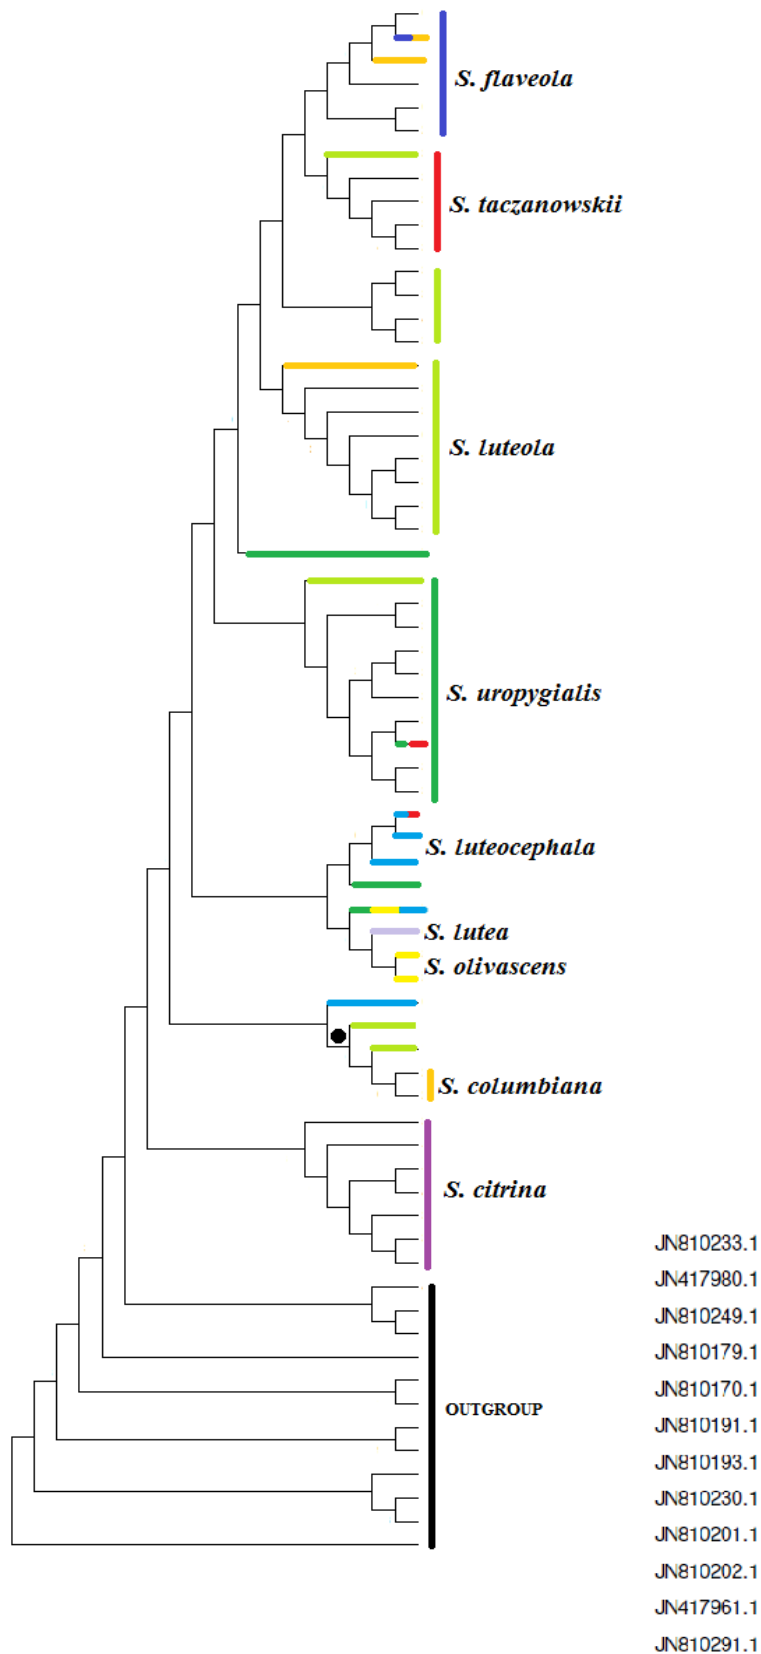 S. flaveola
S. taczanowskii
S. luteola
S. uropygialis
S. luteocephala
S. lutea
S. olivascens
S. columbiana
S. citrina
OUTGROUP
JN810233.1
JN417980.1
JN810249.1
JN810179.1
JN810170.1
JN810191.1
JN810193.1
JN810230.1
JN810201.1
JN810202.1
JN417961.1
JN810291.1